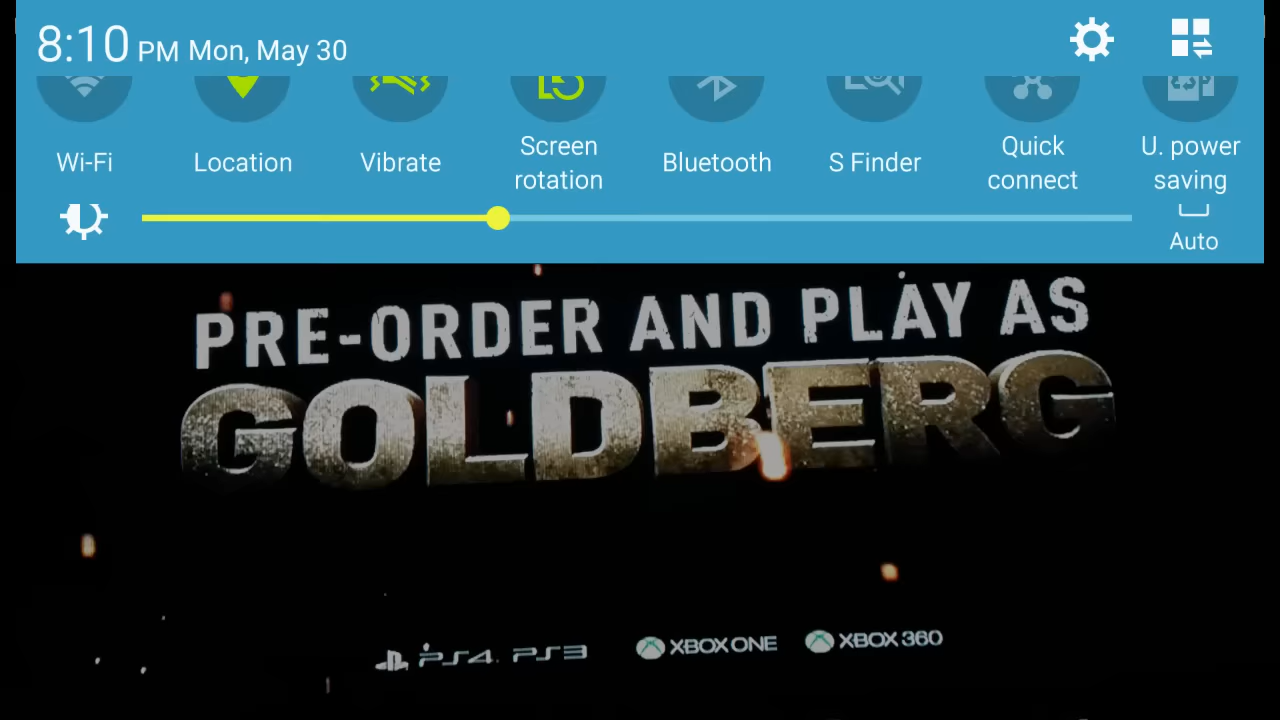 8:10 PM Mon, May 30
Wi-Fi
Location
Vibrate
Screen rotation
Bluetooth
S Finder
Quick connect
U. power saving
Auto
PRE-ORDER AND PLAY AS
GOLDBERG
PS4 PS3 XBOX ONE XBOX 360